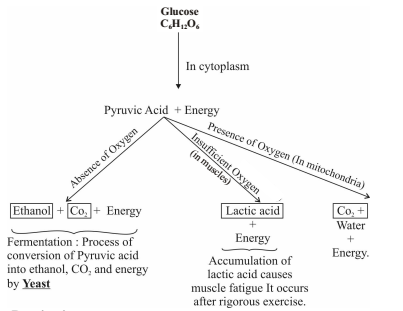 Glucose
C₆H₁₂O₆
In cytoplasm
Pyruvic Acid + Energy
Absence of Oxygen
Insufficient Oxygen
(in muscles)
Presence of Oxygen (In mitochondria)
Ethanol + Co₂ + Energy
Fermentation : Process of
conversion of Pyruvic acid
into ethanol, CO₂ and energy
by Yeast
Lactic acid
+
Energy
Accumulation of
lactic acid causes
muscle fatigue It occurs
after rigorous exercise.
Co₂ +
Water
+
Energy.